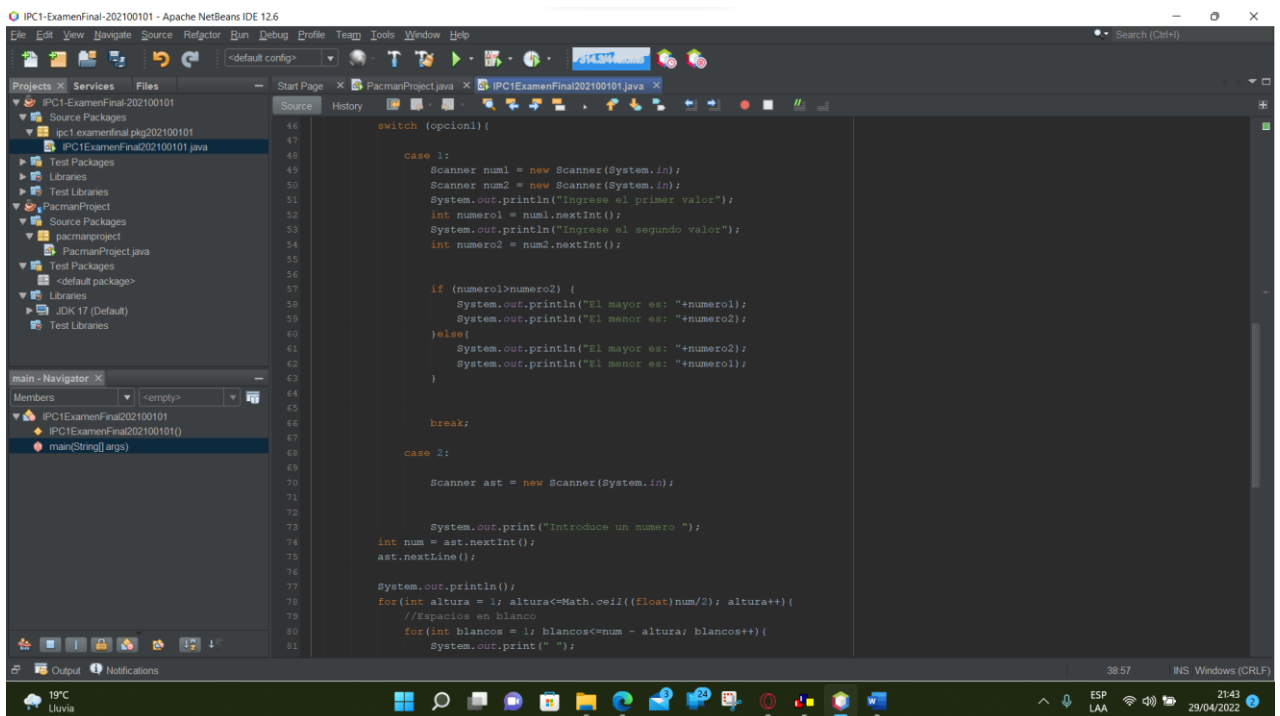 IPC1-ExamenFinal-202100101 - Apache NetBeans IDE 12.6
File Edit View Navigate Source Refactor Run Debug Profile Team Tools Window Help
Search (Ctrl+I)
<default config>
Projects Services Files
Start Page PacmanProject.java IPC1ExamenFinal202100101.java
Source History
IPC1-ExamenFinal-202100101
Source Packages
ipc1.examenfinal.pkg202100101
IPC1ExamenFinal202100101.java
Test Packages
Libraries
Test Libraries
PacmanProject
Source Packages
pacmanproject
PacmanProject.java
Test Packages
<default package>
Libraries
JDK 17 (Default)
Test Libraries
main - Navigator
Members <empty>
IPC1ExamenFinal202100101
IPC1ExamenFinal202100101()
main(String[] args)
46 switch (opcion1){
47
48 case 1:
49 Scanner num1 = new Scanner(System.in);
50 Scanner num2 = new Scanner(System.in);
51 System.out.println("Ingrese el primer valor");
52 int numero1 = num1.nextInt();
53 System.out.println("Ingrese el segundo valor");
54 int numero2 = num2.nextInt();
55
56
57 if (numero1>numero2) {
58 System.out.println("El mayor es: "+numero1);
59 System.out.println("El menor es: "+numero2);
60 }else{
61 System.out.println("El mayor es: "+numero2);
62 System.out.println("El menor es: "+numero1);
63 }
64
65
66 break;
67
68 case 2:
69
70 Scanner ast = new Scanner(System.in);
71
72
73 System.out.print("Introduce un numero ");
74 int num = ast.nextInt();
75 ast.nextLine();
76
77 System.out.println();
78 for(int altura = 1; altura<=Math.ceil((float)num/2); altura++){
79 //Espacios en blanco
80 for(int blancos = 1; blancos<=num - altura; blancos++){
81 System.out.print(" ");
Output Notifications
38:57 INS Windows (CRLF)
19°C
Lluvia
3
24
ESP
LAA
21:43
29/04/2022
2